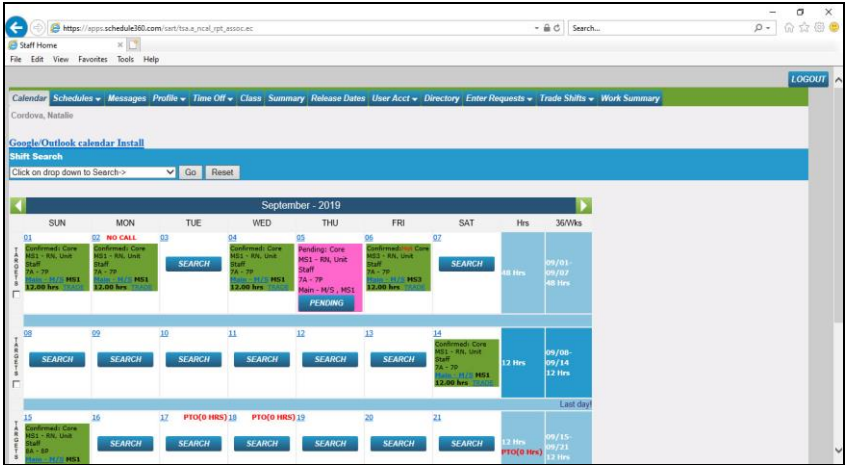 https://apps.schedule360.com/sart/tsa.a_ncal_rpt_assoc.ec
Search...
Staff Home
File Edit View Favorites Tools Help
LOGOUT
Calendar Schedules Messages Profile Time Off Class Summary Release Dates User Acct Directory Enter Requests Trade Shifts Work Summary
Cordova, Natalie
Google/Outlook calendar Install
Shift Search
Click on drop down to Search-> Go Reset
September - 2019
SUN MON TUE WED THU FRI SAT Hrs 36/Wks
01 02 NO CALL 03 04 05 06 07
TARGETS
Confirmed: Core
MS1 - RN, Unit
Staff
7A - 7P
Main - M/S MS1
12.00 hrs TRADE
Confirmed: Core
MS1 - RN, Unit
Staff
7A - 7P
Main - M/S MS1
12.00 hrs TRADE
SEARCH
Confirmed: Core
MS1 - RN, Unit
Staff
7A - 7P
Main - M/S MS1
12.00 hrs TRADE
Pending: Core
MS1 - RN, Unit
Staff
7A - 7P
Main - M/S , MS1
PENDING
Confirmed: Core
MS3 - RN, Unit
Staff
7A - 7P
Main - M/S MS3
12.00 hrs TRADE
SEARCH
48 Hrs
09/01-
09/07
48 Hrs
08 09 10 11 12 13 14
TARGETS
SEARCH SEARCH SEARCH SEARCH SEARCH SEARCH
Confirmed: Core
MS1 - RN, Unit
Staff
7A - 7P
Main - M/S MS1
12.00 hrs TRADE
12 Hrs
09/08-
09/14
12 Hrs
Last day!
15 16 17 PTO(0 HRS) 18 PTO(0 HRS) 19 20 21
TARGETS
Confirmed: Core
MS1 - RN, Unit
Staff
8A - 8P
Main - M/S MS1
SEARCH SEARCH SEARCH SEARCH SEARCH SEARCH
12 Hrs
PTO(0 Hrs)
09/15-
09/21
12 Hrs